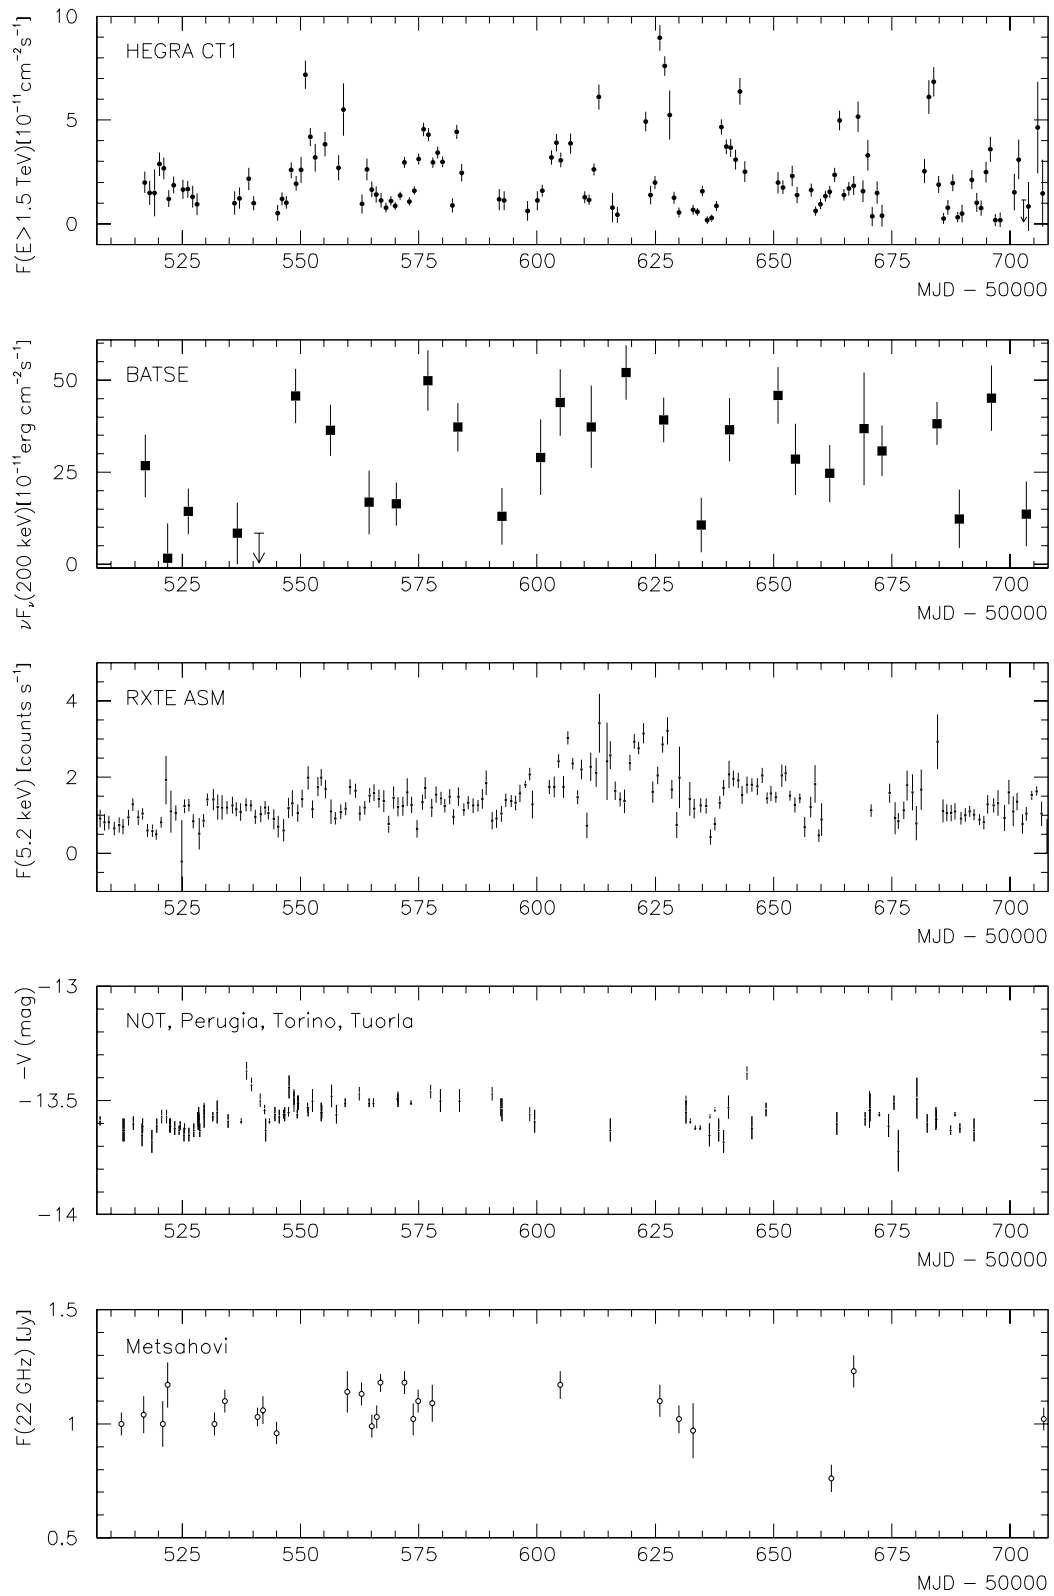 10
HEGRA CT1
5
0
F(E>1.5 TeV)[10⁻¹¹cm⁻²s⁻¹]
525 550 575 600 625 650 675 700
MJD − 50000
50
BATSE
25
0
νFν(200 keV)[10⁻¹¹erg cm⁻²s⁻¹]
525 550 575 600 625 650 675 700
MJD − 50000
4
RXTE ASM
2
0
F(5.2 keV) [counts s⁻¹]
525 550 575 600 625 650 675 700
MJD − 50000
−13
NOT, Perugia, Torino, Tuorla
−13.5
−14
−V (mag)
525 550 575 600 625 650 675 700
MJD − 50000
1.5
Metsahovi
1
0.5
F(22 GHz) [Jy]
525 550 575 600 625 650 675 700
MJD − 50000